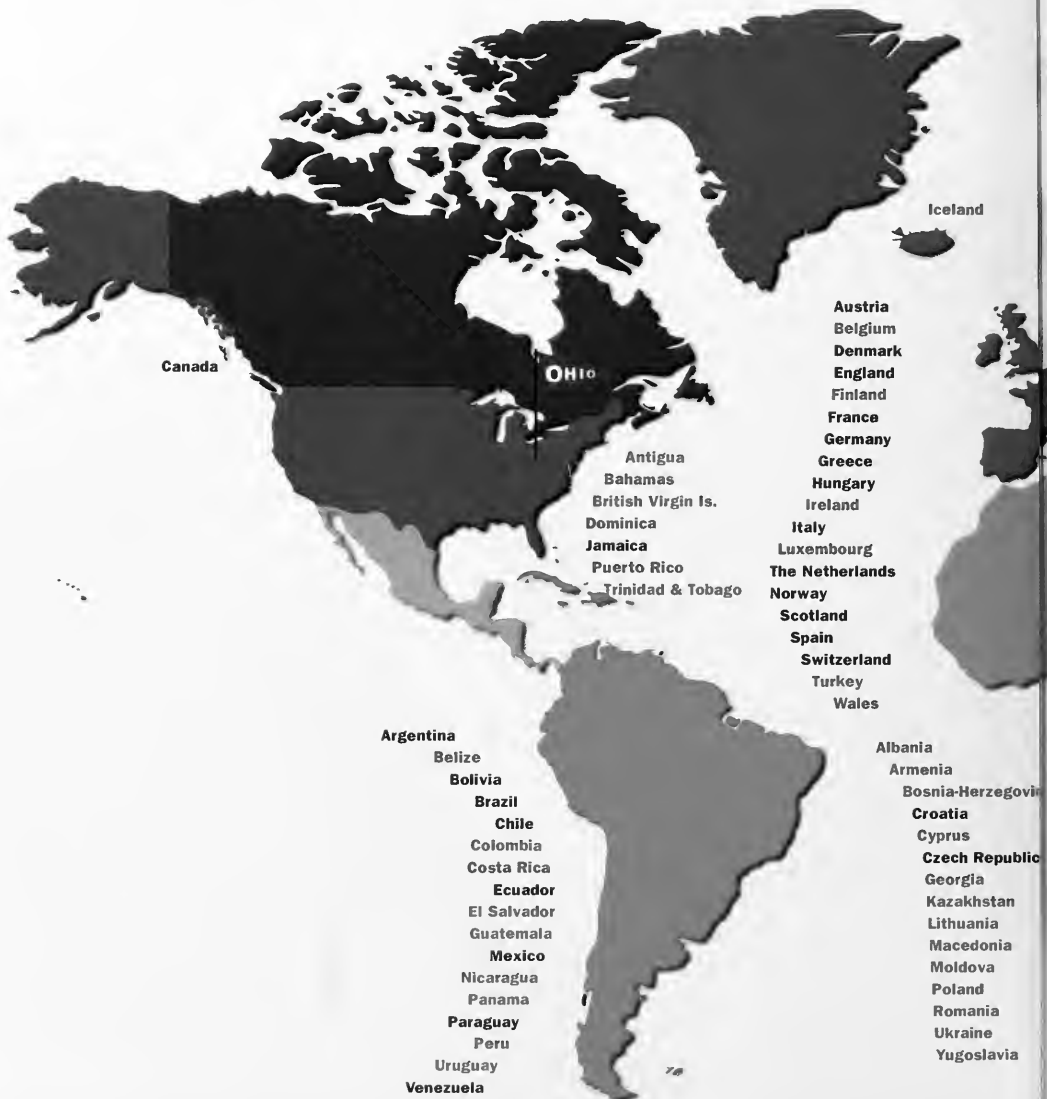 Iceland
Canada
OHIO
Antigua
Bahamas
British Virgin Is.
Dominica
Jamaica
Puerto Rico
Trinidad & Tobago
Austria
Belgium
Denmark
England
Finland
France
Germany
Greece
Hungary
Ireland
Italy
Luxembourg
The Netherlands
Norway
Scotland
Spain
Switzerland
Turkey
Wales
Argentina
Belize
Bolivia
Brazil
Chile
Colombia
Costa Rica
Ecuador
El Salvador
Guatemala
Mexico
Nicaragua
Panama
Paraguay
Peru
Uruguay
Venezuela
Albania
Armenia
Bosnia-Herzegovi
Croatia
Cyprus
Czech Republic
Georgia
Kazakhstan
Lithuania
Macedonia
Moldova
Poland
Romania
Ukraine
Yugoslavia